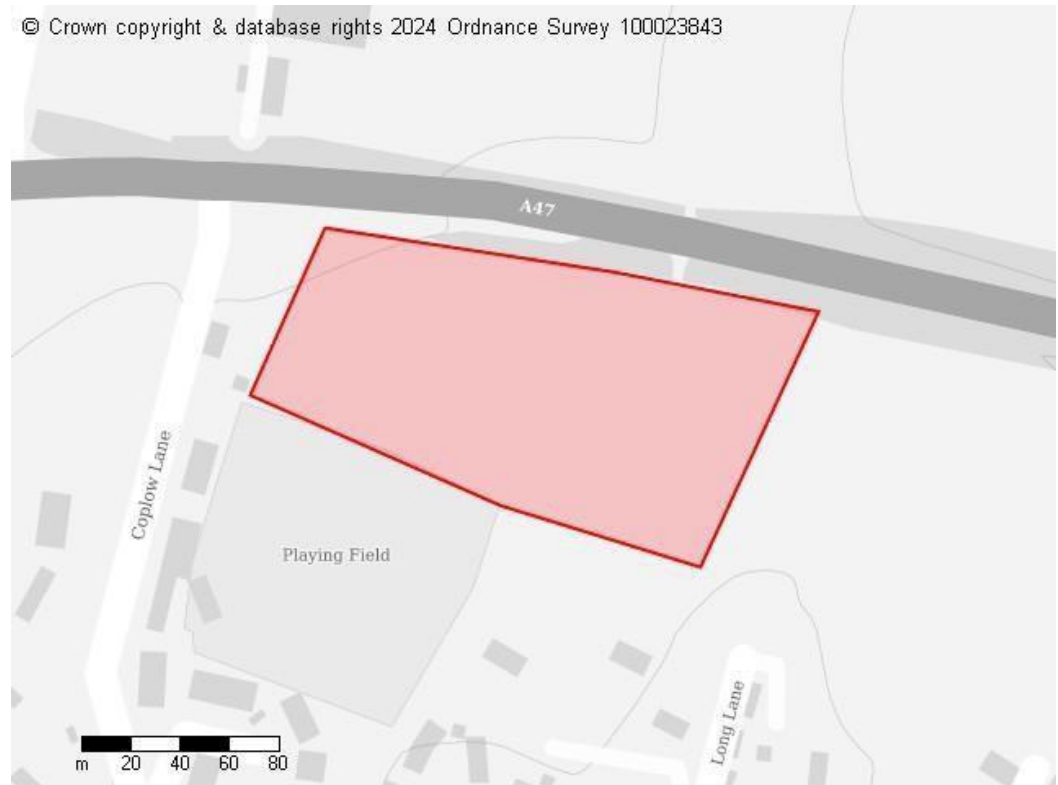 © Crown copyright & database rights 2024 Ordnance Survey 100023843
A47
Coplow Lane
Playing Field
Long Lane
m 20 40 60 80